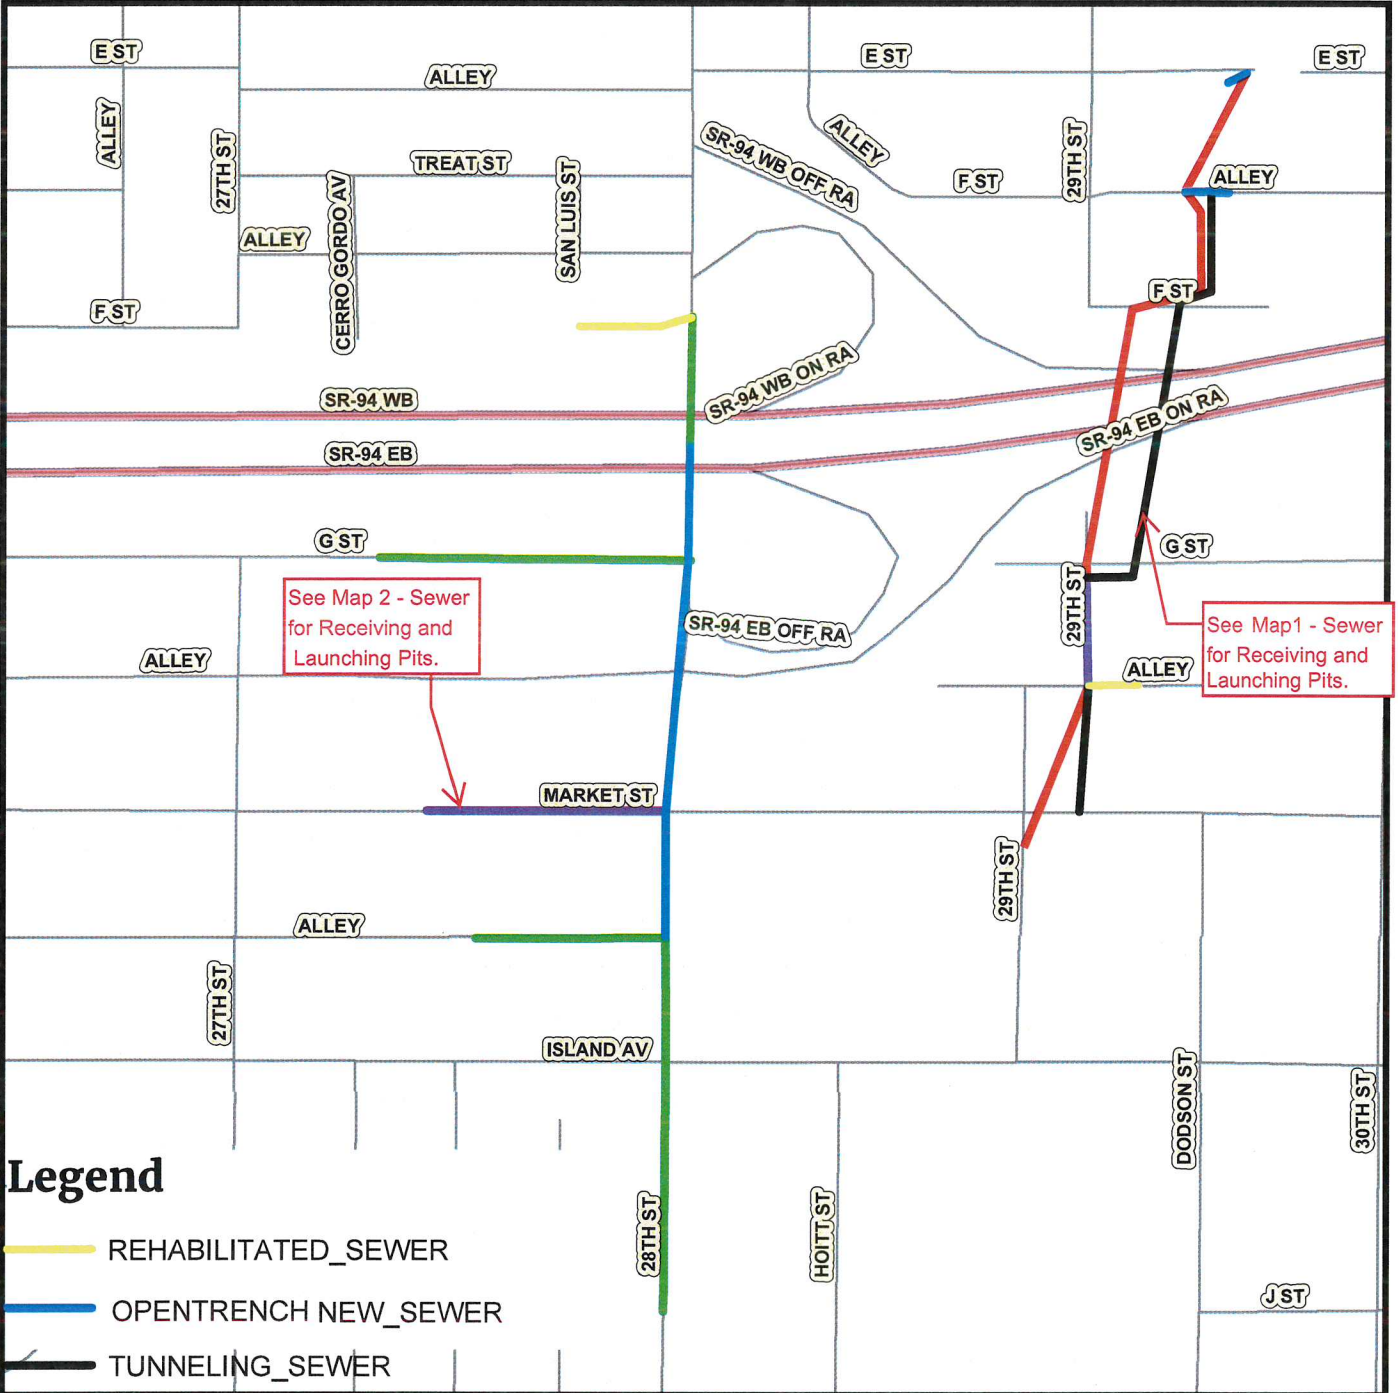 E ST
E ST
E ST
ALLEY
ALLEY
27TH ST
TREAT ST
SAN LUIS ST
CERRO GORDO AV
ALLEY
F ST
SR-94 WB OFF RA
ALLEY
F ST
29TH ST
ALLEY
F ST
SR-94 WB
SR-94 WB ON RA
SR-94 EB ON RA
SR-94 EB
G ST
G ST
See Map 2 - Sewer
for Receiving and
Launching Pits.
SR-94 EB OFF RA
29TH ST
See Map1 - Sewer
for Receiving and
Launching Pits.
ALLEY
ALLEY
MARKET ST
29TH ST
ALLEY
27TH ST
ISLAND AV
DODSON ST
30TH ST
28TH ST
HOITT ST
J ST
Legend
REHABILITATED_SEWER
OPENTRENCH NEW_SEWER
TUNNELING_SEWER